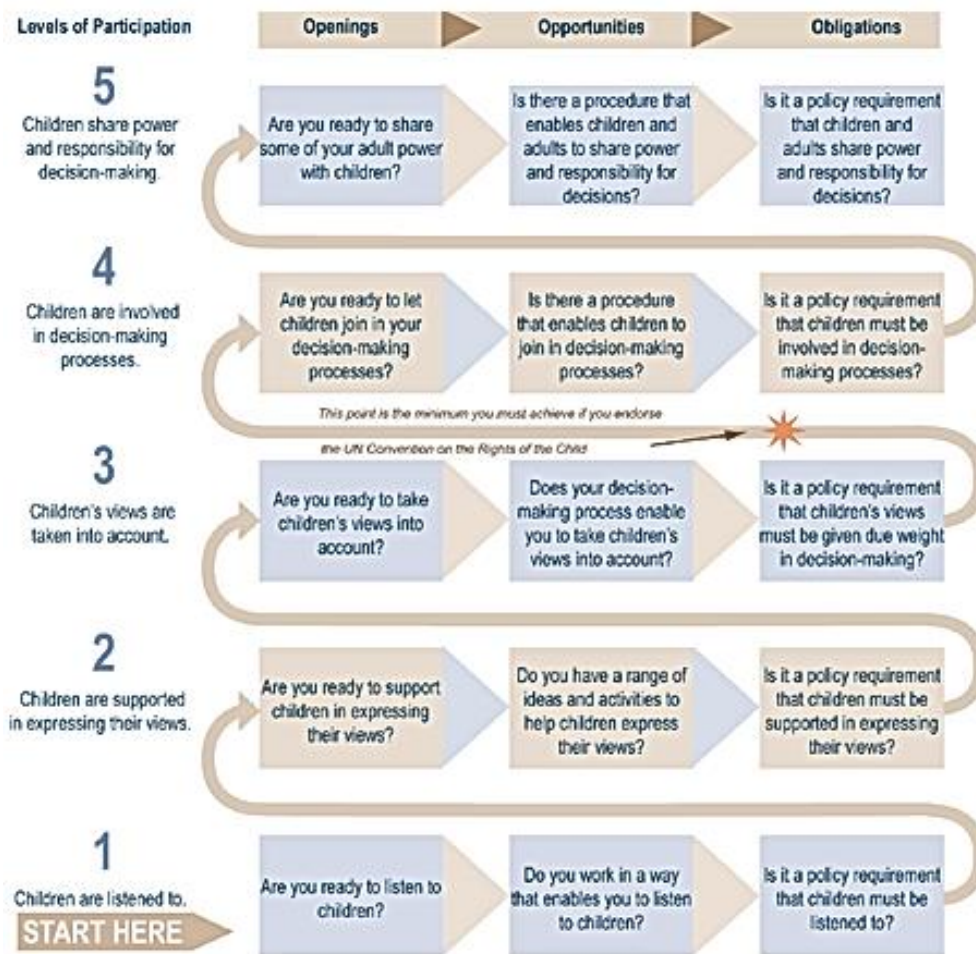 Levels of Participation
Openings
Opportunities
Obligations
5
Children share power
and responsibility for
decision-making.
Are you ready to share
some of your adult power
with children?
Is there a procedure that
enables children and
adults to share power
and responsibility for
decisions?
Is it a policy requirement
that children and
adults share power
and responsibility for
decisions?
4
Children are involved
in decision-making
processes.
Are you ready to let
children join in your
decision-making
processes?
Is there a procedure
that enables children to
join in decision-making
processes?
Is it a policy requirement
that children must be
involved in decision-
making processes?
This point is the minimum you must achieve if you endorse
the UN Convention on the Rights of the Child
3
Children's views are
taken into account.
Are you ready to take
children's views into
account?
Does your decision-
making process enable
you to take children's
views into account?
Is it a policy requirement
that children's views
must be given due weight
in decision-making?
2
Children are supported
in expressing their views.
Are you ready to support
children in expressing
their views?
Do you have a range of
ideas and activities to
help children express
their views?
Is it a policy requirement
that children must be
supported in expressing
their views?
1
Children are listened to.
START HERE
Are you ready to listen to
children?
Do you work in a way
that enables you to listen
to children?
Is it a policy requirement
that children must be
listened to?